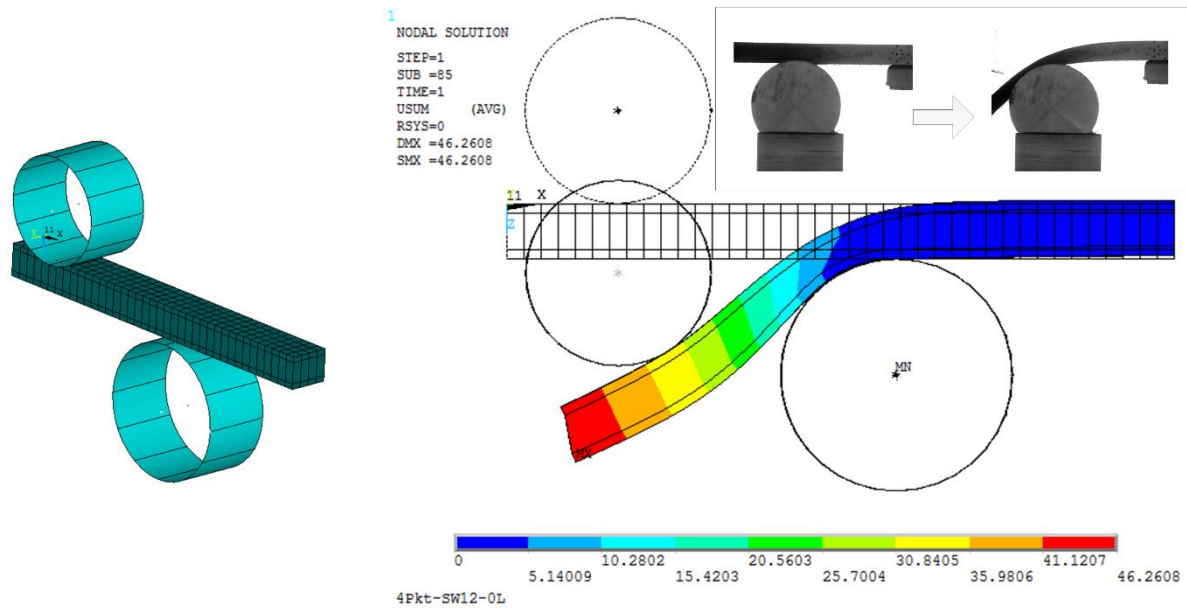 1
NODAL SOLUTION
STEP=1
SUB =85
TIME=1
USUM (AVG)
RSYS=0
DMX =46.2608
SMX =46.2608
11 X
Z
Y 11 X
MN
MX
0 10.2802 20.5603 30.8405 41.1207
5.14009 15.4203 25.7004 35.9806 46.2608
4Pkt-SW12-0L